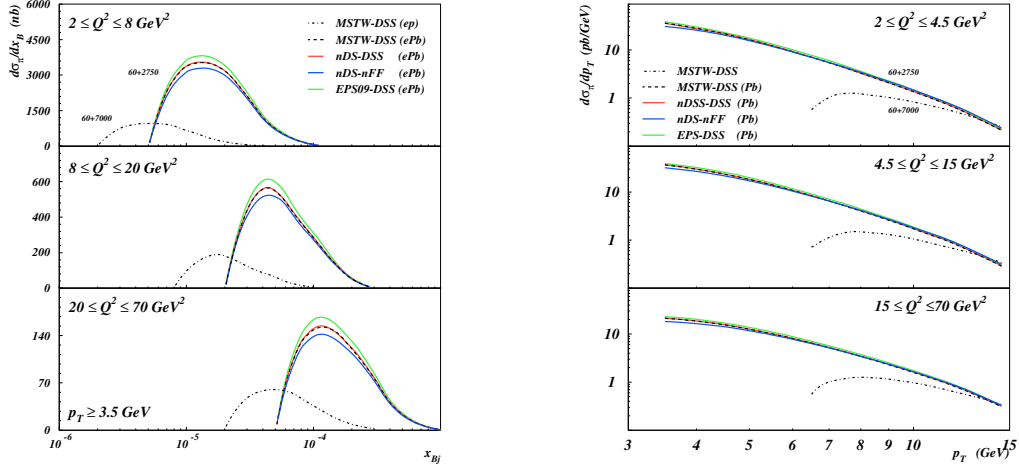 dσπ/dxB (nb)
6000
4500
3000
1500
0
2 ≤ Q² ≤ 8 GeV²
MSTW-DSS (ep)
MSTW-DSS (ePb)
nDS-DSS (ePb)
nDS-nFF (ePb)
EPS09-DSS (ePb)
60+2750
60+7000
600
400
200
0
8 ≤ Q² ≤ 20 GeV²
140
70
0
20 ≤ Q² ≤ 70 GeV²
p_T ≥ 3.5 GeV
10⁻⁶
10⁻⁵
10⁻⁴
x_Bj
dσπ/dp_T (pb/GeV)
10
1
2 ≤ Q² ≤ 4.5 GeV²
MSTW-DSS
MSTW-DSS (Pb)
nDSS-DSS (Pb)
nDS-nFF (Pb)
EPS-DSS (Pb)
60+2750
60+7000
10
1
4.5 ≤ Q² ≤ 15 GeV²
10
1
15 ≤ Q² ≤ 70 GeV²
3 4 5 6 7 8 9 10 15
p_T (GeV)